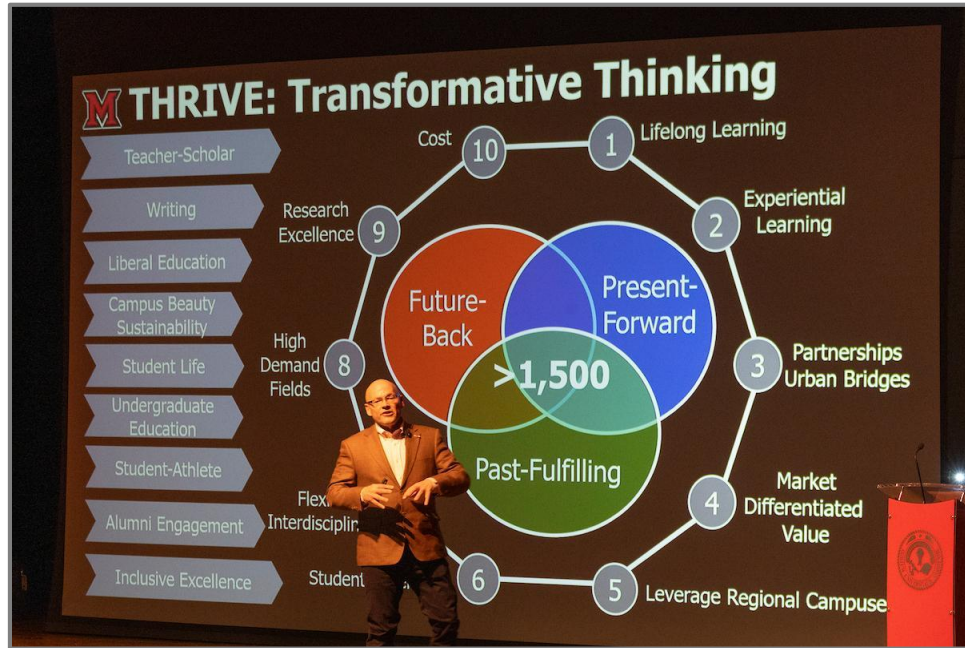 M THRIVE: Transformative Thinking
Teacher-Scholar
Writing
Liberal Education
Campus Beauty
Sustainability
Student Life
Undergraduate
Education
Student-Athlete
Alumni Engagement
Inclusive Excellence
10
Cost
1
Lifelong Learning
2
Experiential
Learning
3
Partnerships
Urban Bridges
4
Market
Differentiated
Value
5
Leverage Regional Campuse
6
Student
Interdisciplin
8
High
Demand
Fields
9
Research
Excellence
Future-
Back
Present-
Forward
>1,500
Past-Fulfilling